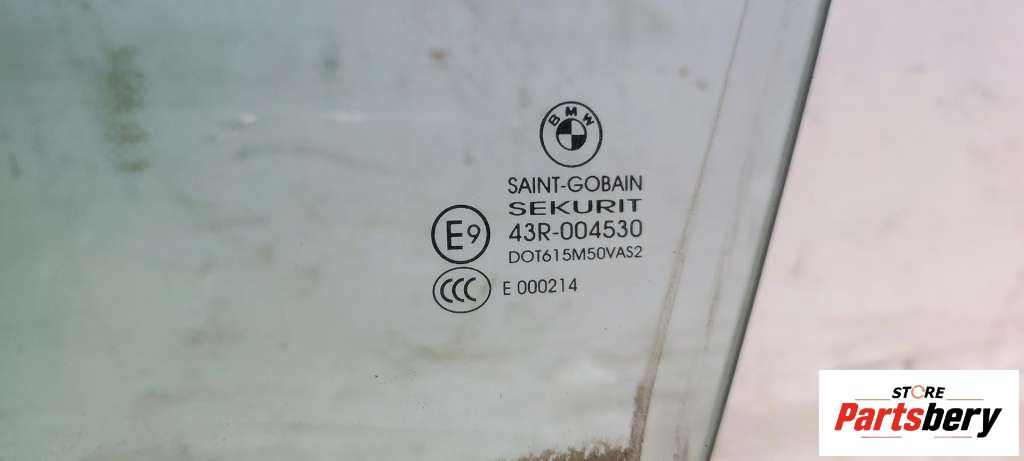 BMW
SAINT-GOBAIN
SEKURIT
E9 43R-004530
DOT615M50VAS2
CCC E 000214
STORE
Partsbery